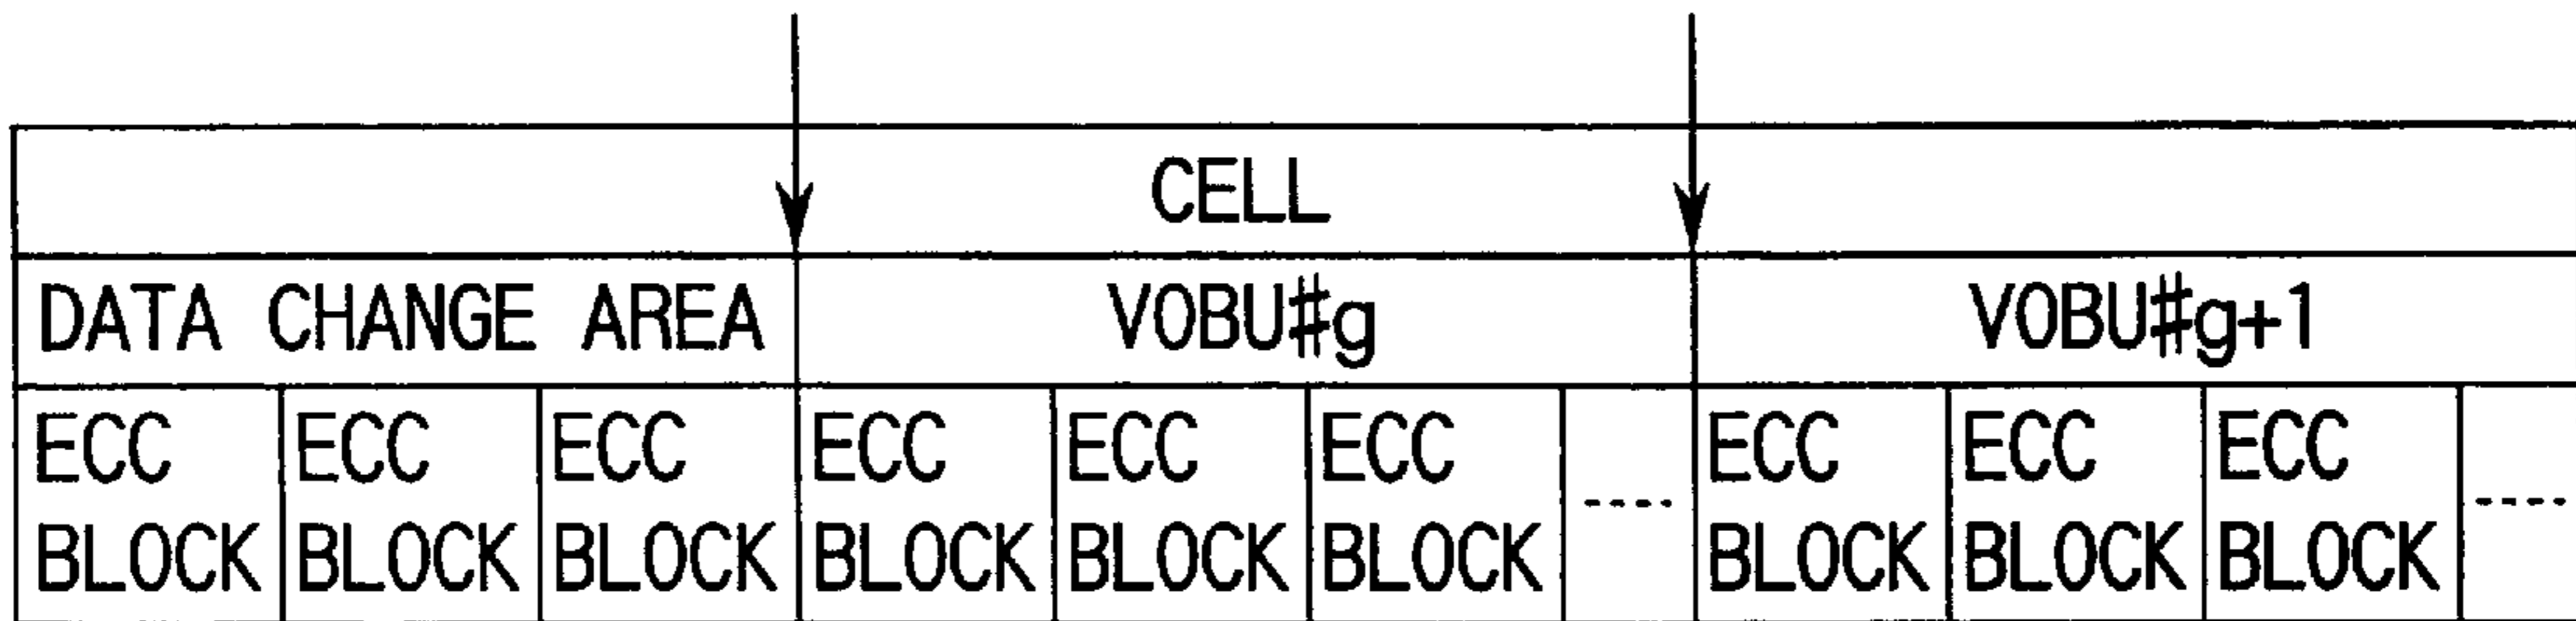 CELL
DATA CHANGE AREA VOBU#g VOBU#g+1
ECC ECC ECC ECC ECC ECC ECC ECC ECC
BLOCK BLOCK BLOCK BLOCK BLOCK BLOCK ---- BLOCK BLOCK BLOCK ----